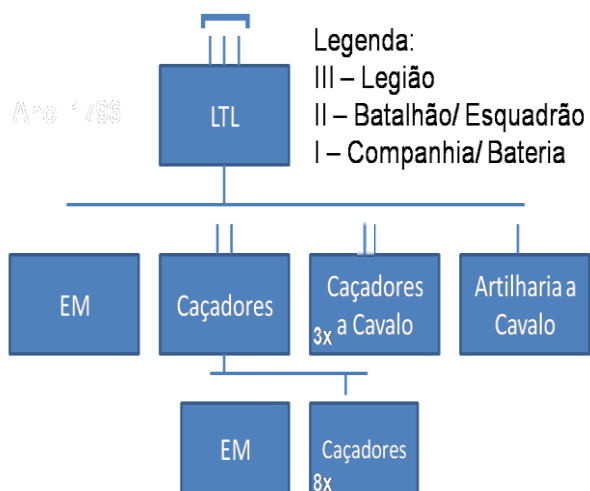 Legenda:
III – Legião
II – Batalhão/ Esquadrão
I – Companhia/ Bateria
LTL
EM
Caçadores
Caçadores
3x a Cavalo
Artilharia a
Cavalo
EM
Caçadores
8x